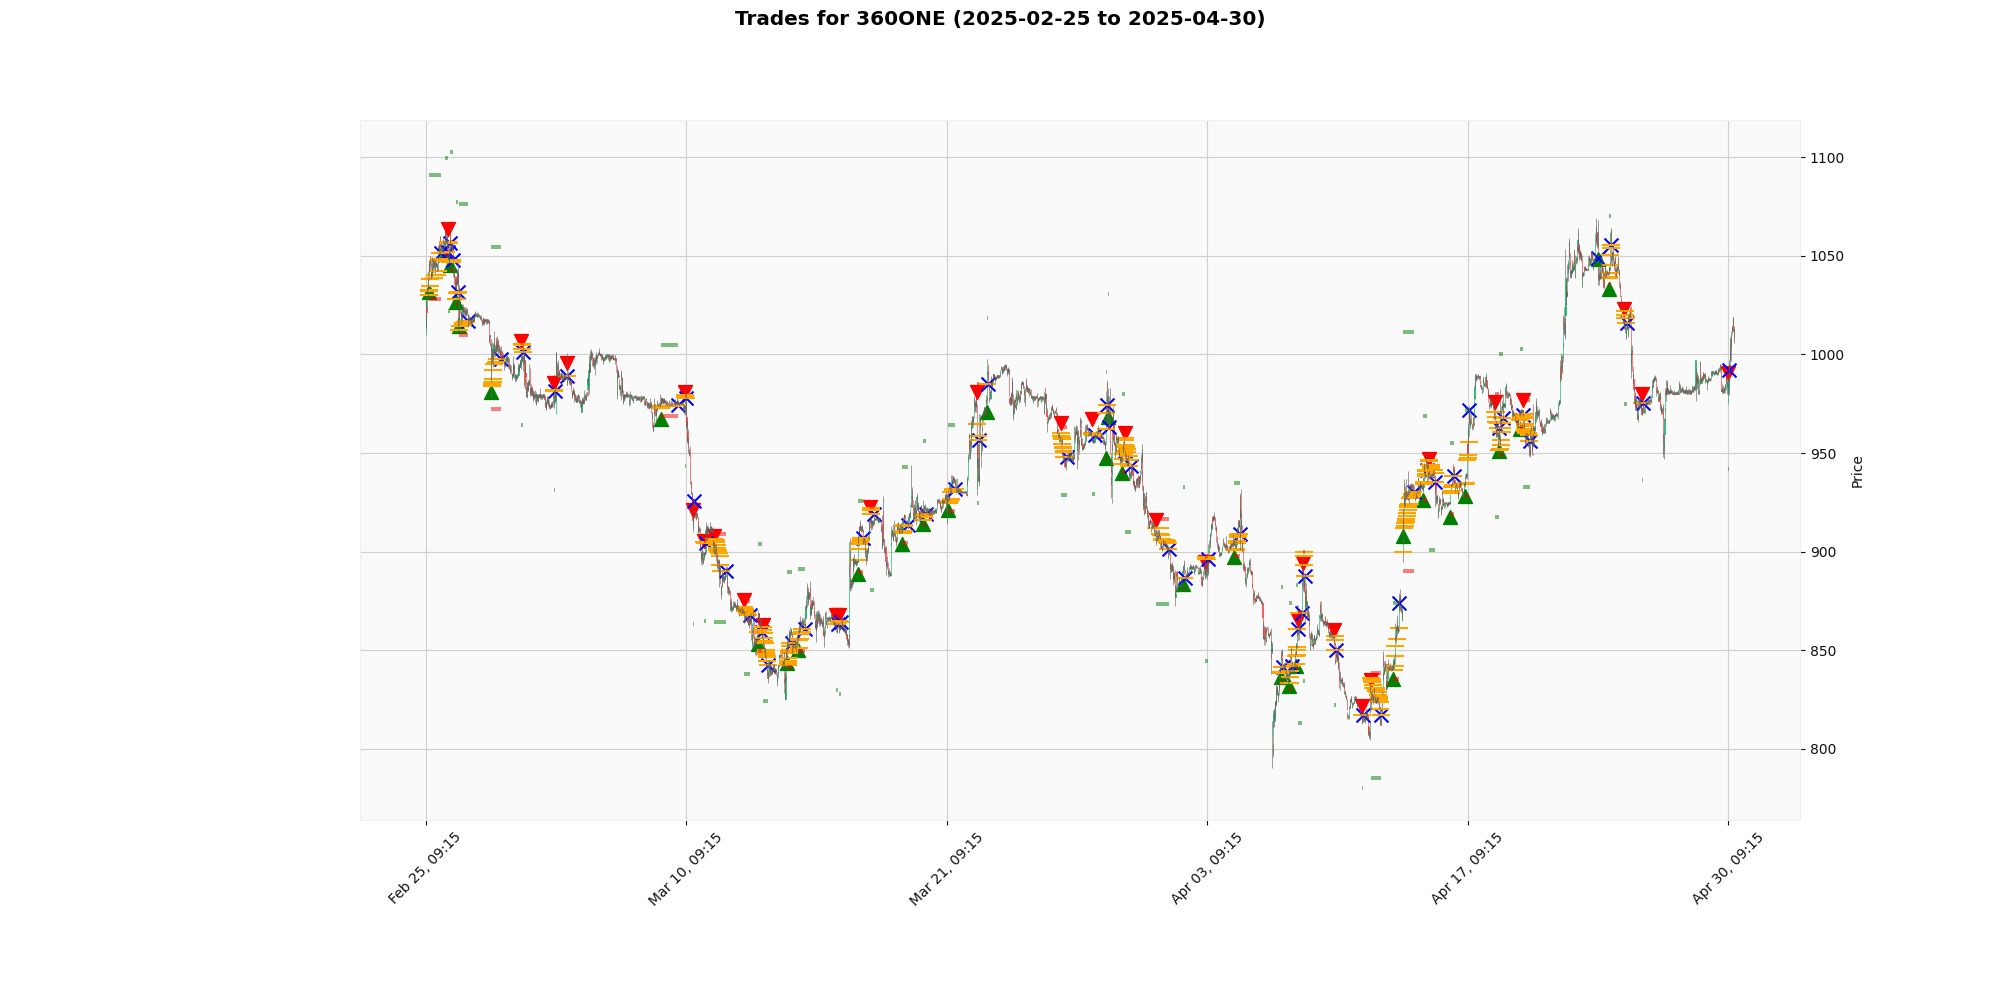 Trades for 360ONE (2025-02-25 to 2025-04-30)
1100
1050
1000
950
900
850
800
Price
Feb 25, 09:15
Mar 10, 09:15
Mar 21, 09:15
Apr 03, 09:15
Apr 17, 09:15
Apr 30, 09:15